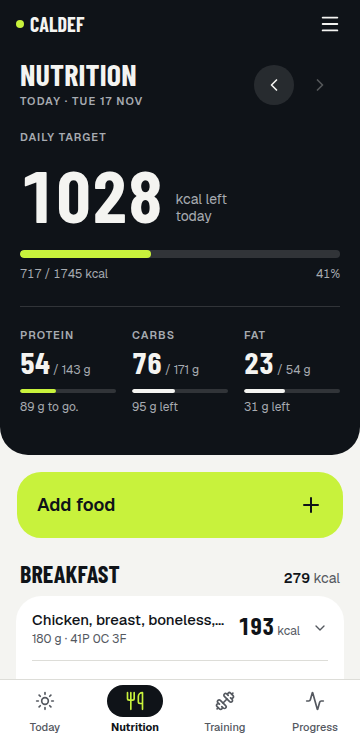 CALDEF
NUTRITION
TODAY · TUE 17 NOV
DAILY TARGET
1028 kcal left today
717 / 1745 kcal 41%
PROTEIN CARBS FAT
54 / 143 g 76 / 171 g 23 / 54 g
89 g to go. 95 g left 31 g left
Add food
BREAKFAST 279 kcal
Chicken, breast, boneless,... 193 kcal
180 g · 41P 0C 3F
Today Nutrition Training Progress